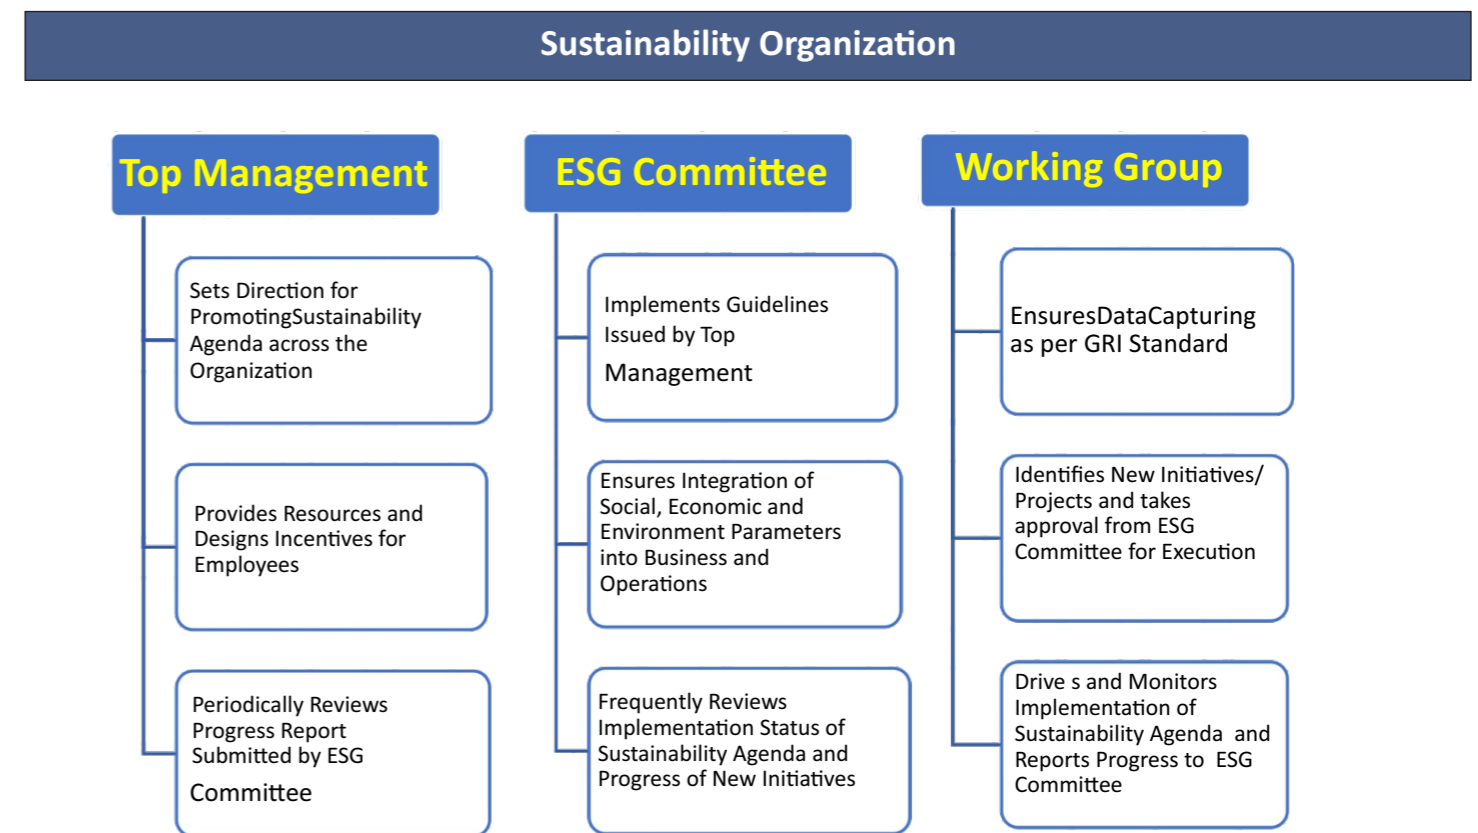 Sustainability Organization
Top Management
Sets Direction for
PromotingSustainability
Agenda across the
Organization
Provides Resources and
Designs Incentives for
Employees
Periodically Reviews
Progress Report
Submitted by ESG
Committee
ESG Committee
Implements Guidelines
Issued by Top
Management
Ensures Integration of
Social, Economic and
Environment Parameters
into Business and
Operations
Frequently Reviews
Implementation Status of
Sustainability Agenda and
Progress of New Initiatives
Working Group
EnsuresDataCapturing
as per GRI Standard
Identifies New Initiatives/
Projects and takes
approval from ESG
Committee for Execution
Drive s and Monitors
Implementation of
Sustainability Agenda  and
Reports Progress to  ESG
Committee